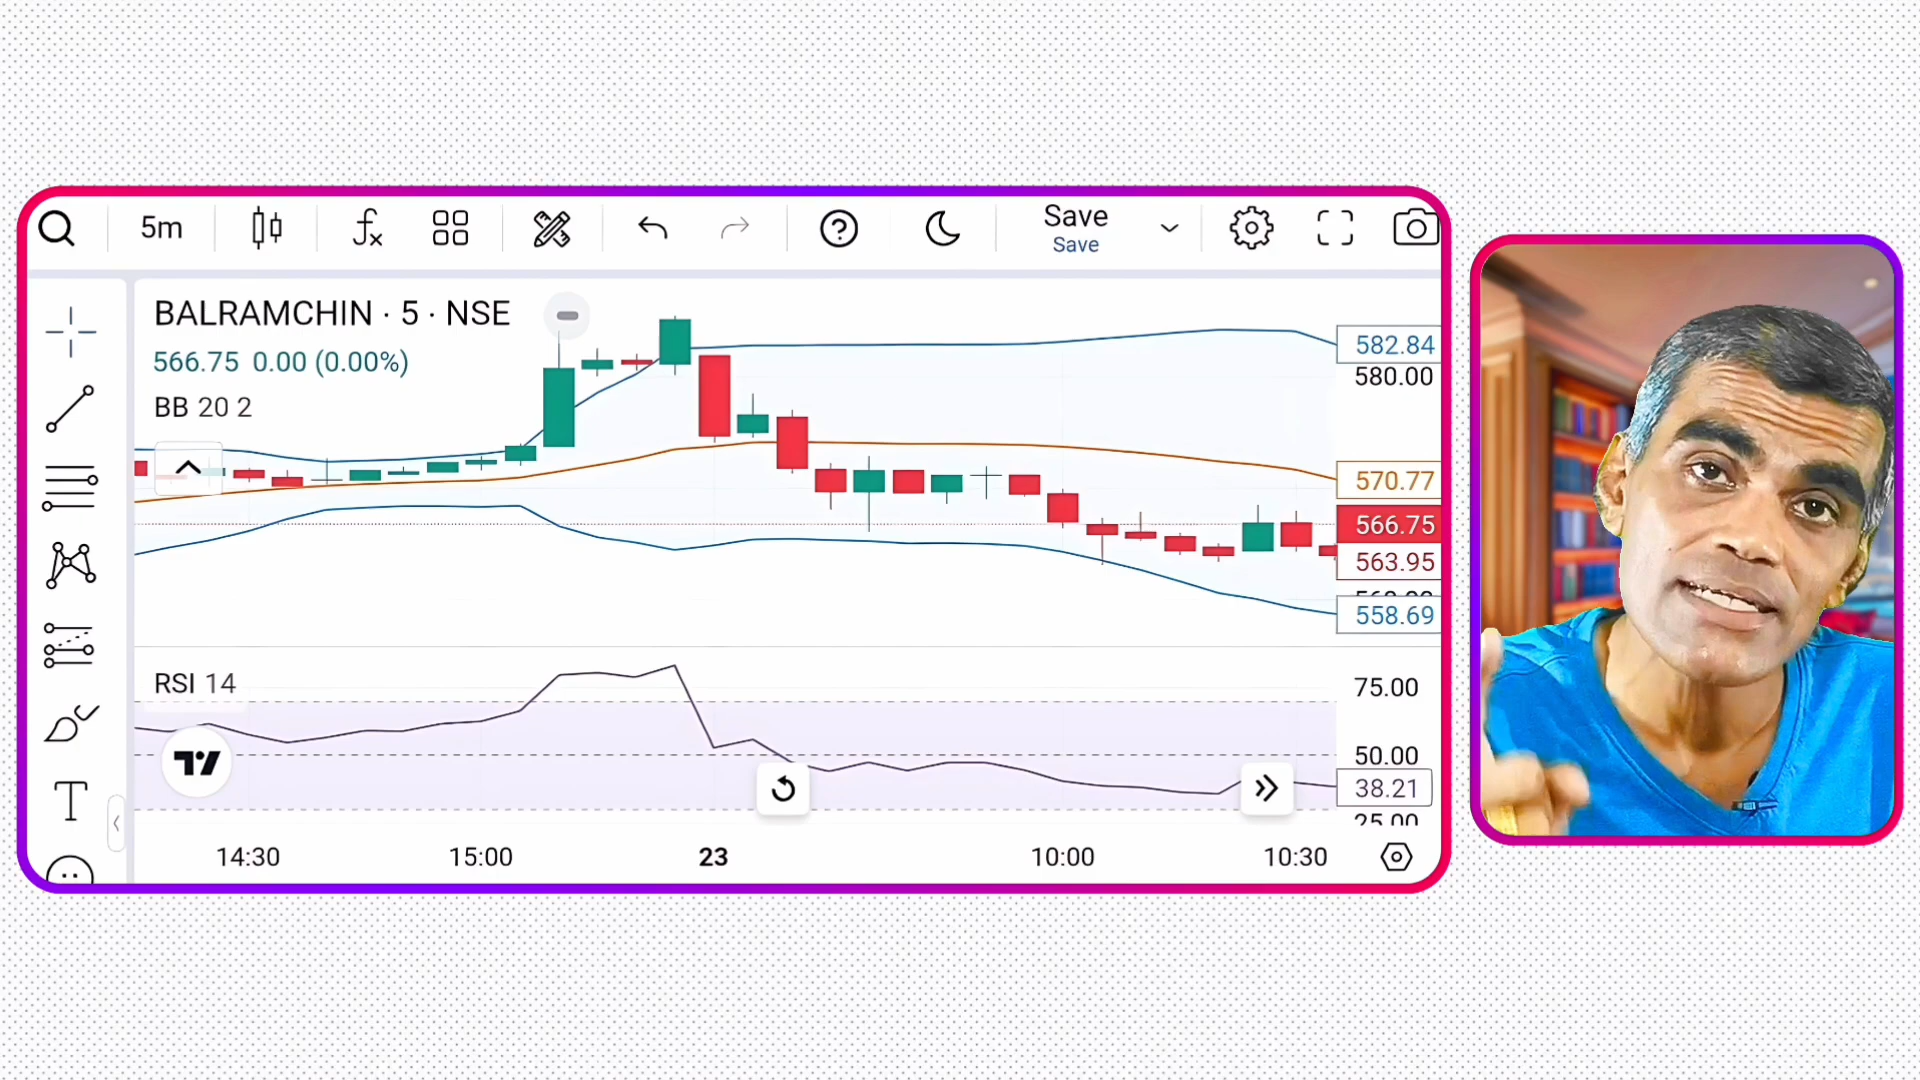 5m
Save
Save
BALRAMCHIN · 5 · NSE
566.75 0.00 (0.00%)
BB 20 2
582.84
580.00
570.77
566.75
563.95
558.69
RSI 14
75.00
50.00
38.21
25.00
14:30 15:00 23 10:00 10:30